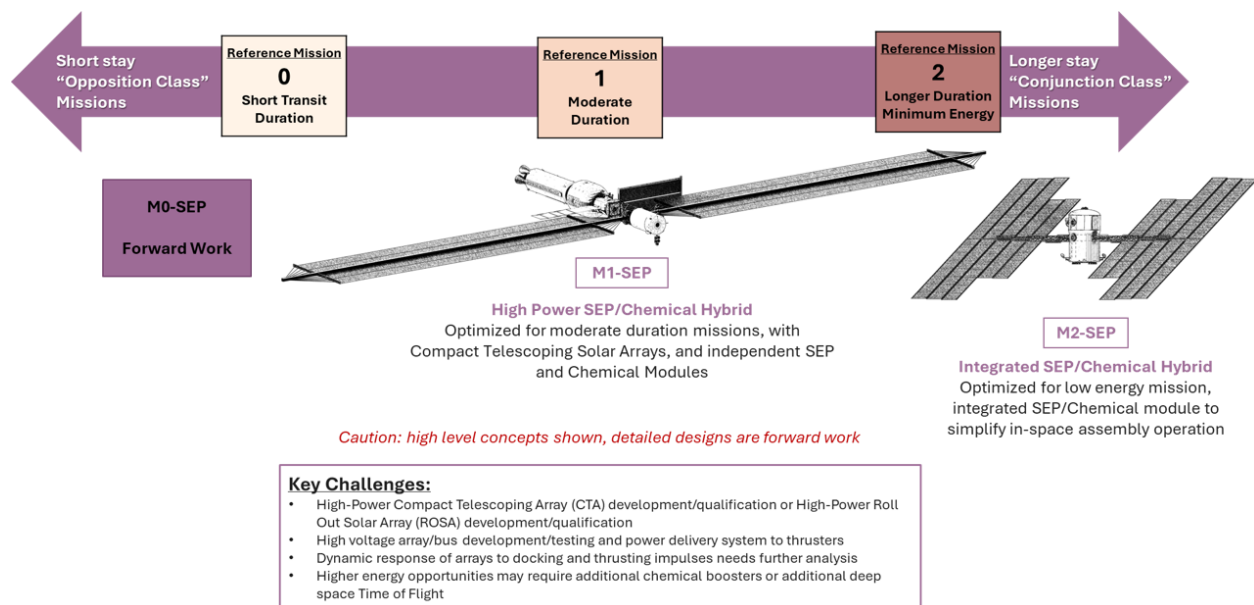 Short stay
“Opposition Class”
Missions
Reference Mission
0
Short Transit
Duration
Reference Mission
1
Moderate
Duration
Reference Mission
2
Longer Duration
Minimum Energy
Longer stay
“Conjunction Class”
Missions
M0-SEP
Forward Work
M1-SEP
High Power SEP/Chemical Hybrid
Optimized for moderate duration missions, with
Compact Telescoping Solar Arrays, and independent SEP
and Chemical Modules
M2-SEP
Integrated SEP/Chemical Hybrid
Optimized for low energy mission,
integrated SEP/Chemical module to
simplify in-space assembly operation
Caution: high level concepts shown, detailed designs are forward work
Key Challenges:
• High-Power Compact Telescoping Array (CTA) development/qualification or High-Power Roll
Out Solar Array (ROSA) development/qualification
• High voltage array/bus development/testing and power delivery system to thrusters
• Dynamic response of arrays to docking and thrusting impulses needs further analysis
• Higher energy opportunities may require additional chemical boosters or additional deep
space Time of Flight